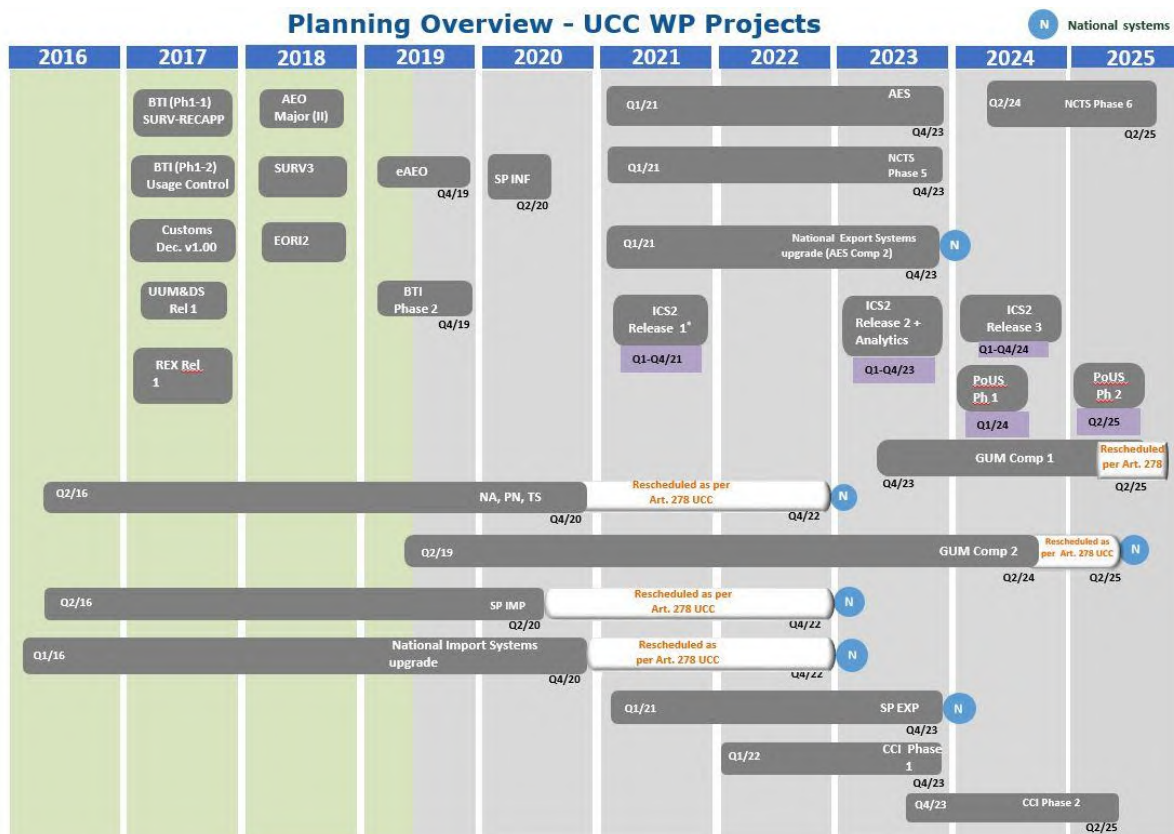 Planning Overview - UCC WP Projects
N National systems
2016 2017 2018 2019 2020 2021 2022 2023 2024 2025
BTI (Ph1-1)
SURV-RECAPP
AEO
Major (II)
Q1/21
AES
Q4/23
Q2/24
NCTS Phase 6
Q2/25
BTI (Ph1-2)
Usage Control
SURV3
eAEO
Q4/19
SP INF
Q2/20
Q1/21
NCTS
Phase 5
Q4/23
Customs
Dec. v1.00
EORI2
Q1/21
National Export Systems
upgrade (AES Comp 2)
Q4/23
N
UUM&DS
Rel 1
BTI
Phase 2
Q4/19
ICS2
Release 1*
Q1-Q4/21
ICS2
Release 2 +
Analytics
Q1-Q4/23
ICS2
Release 3
Q1-Q4/24
REX Rel
1
PoUS
Ph 1
Q1/24
PoUS
Ph 2
Q2/25
GUM Comp 1
Q4/23
Rescheduled
per Art. 278
Q2/25
Q2/16
NA, PN, TS
Q4/20
Rescheduled as per
Art. 278 UCC
Q4/22
N
Q2/19
GUM Comp 2
Q2/24
Rescheduled as
per Art. 278 UCC
Q2/25
N
Q2/16
SP IMP
Q2/20
Rescheduled as per
Art. 278 UCC
Q4/22
N
Q1/16
National Import Systems
upgrade
Q4/20
Rescheduled as
per Art. 278 UCC
Q4/22
N
Q1/21
SP EXP
Q4/23
N
Q1/22
CCI Phase
1
Q4/23
Q4/23
CCI Phase 2
Q2/25